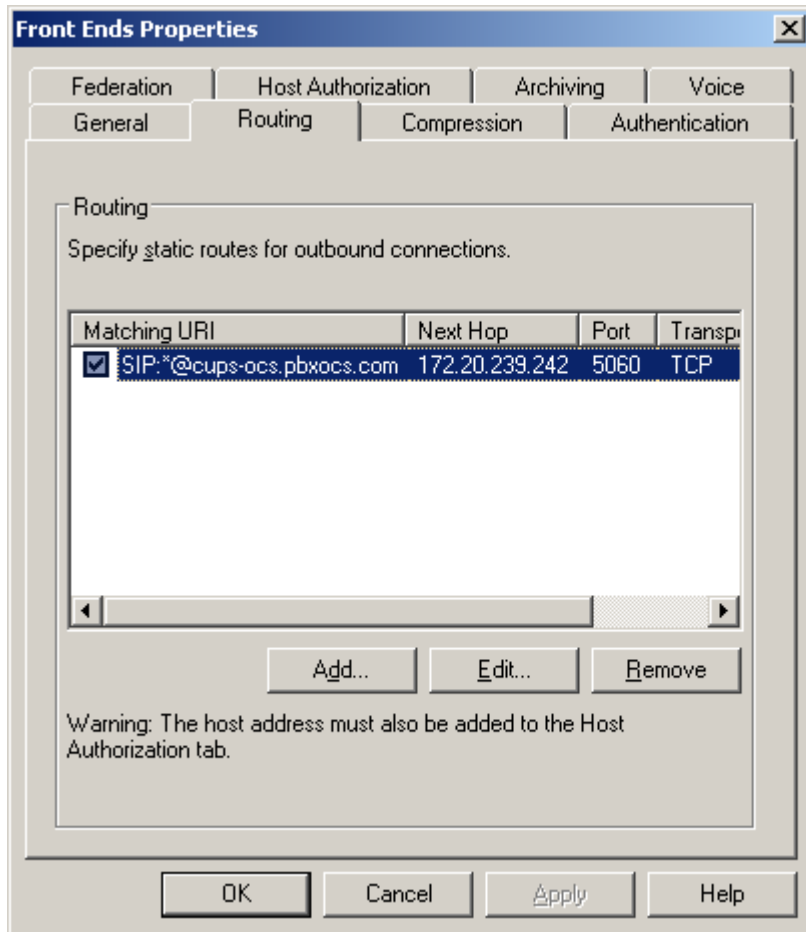 Front Ends Properties
Federation Host Authorization Archiving Voice
General Routing Compression Authentication
Routing
Specify static routes for outbound connections.
Matching URI Next Hop Port Transp
SIP:*@cups-ocs.pbxocs.com 172.20.239.242 5060 TCP
Add... Edit... Remove
Warning: The host address must also be added to the Host
Authorization tab.
OK Cancel Apply Help